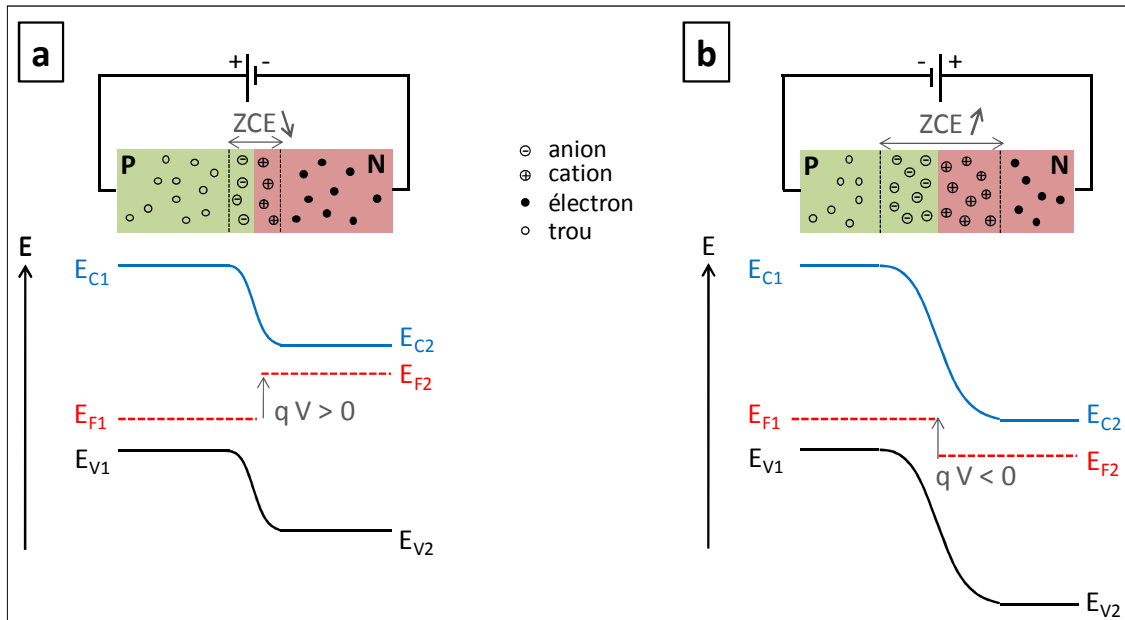 a
+ -
ZCE
P N
E
E_C1
E_C2
E_F2
q V > 0
E_F1
E_V1
E_V2
⊖ anion
⊕ cation
● électron
○ trou
b
- +
ZCE
P N
E
E_C1
E_F1
E_C2
E_V1
E_F2
q V < 0
E_V2